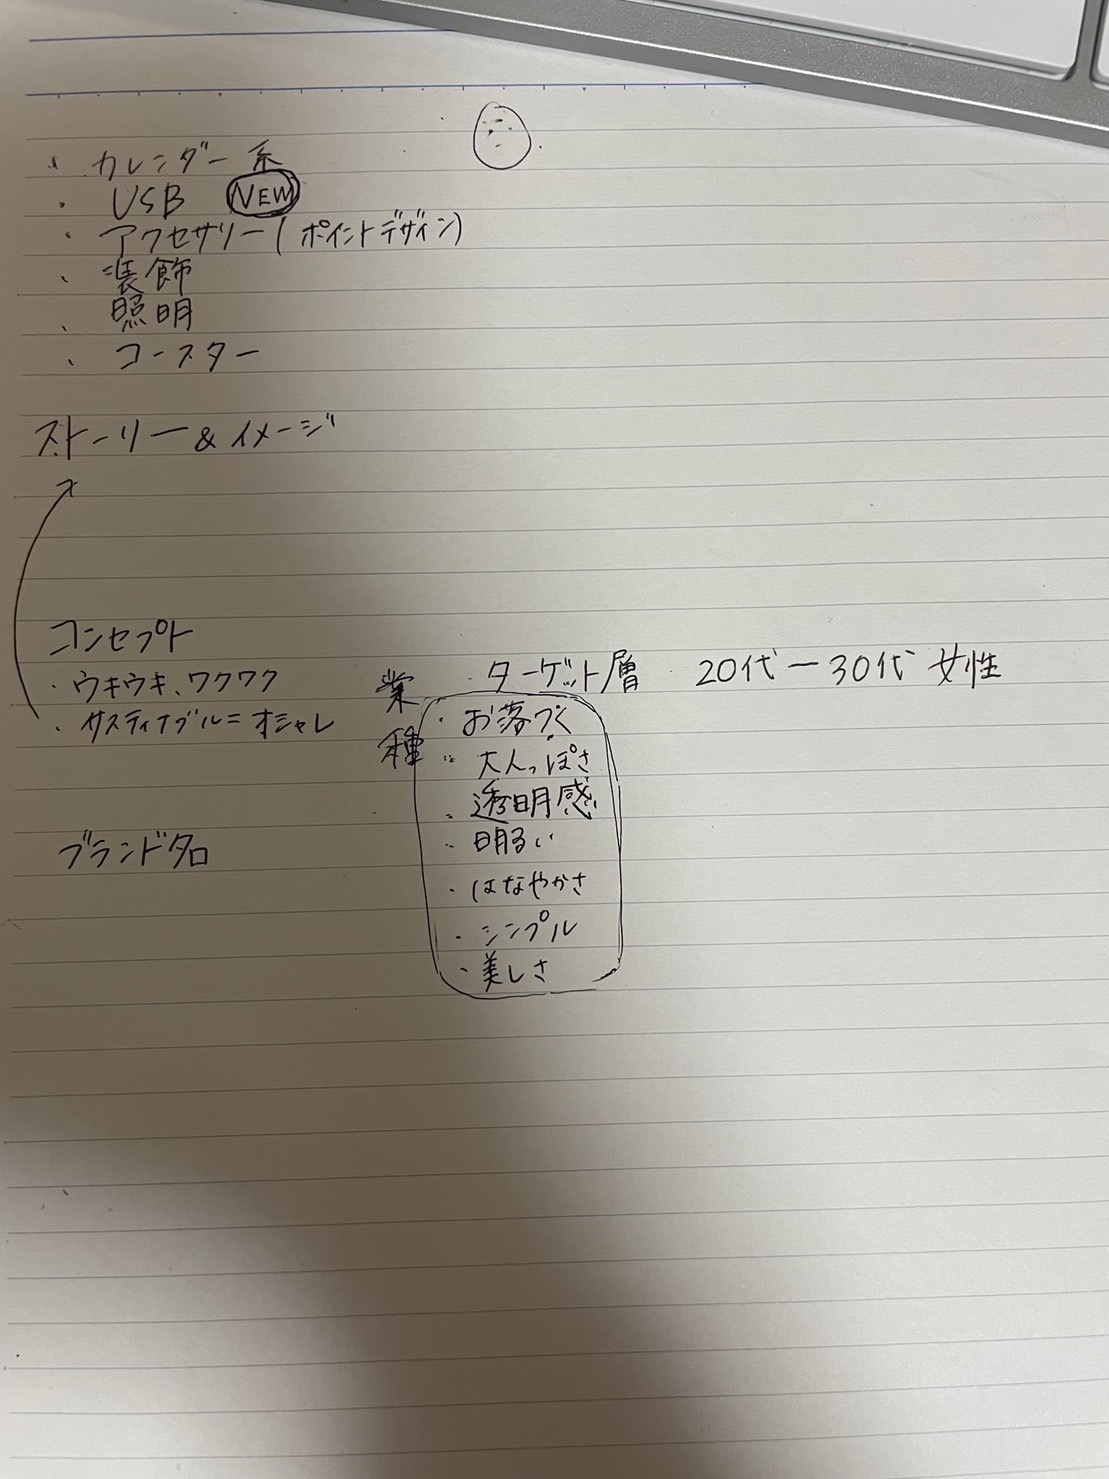 ・カレンダー系
・USB NEW
・アクセサリー(ポイントデザイン)
・装飾
・照明
・コースター
ストーリー&イメージ
コンセプト
・ウキウキ、ワクワク
・サスティナブル=オシャレ
ブランド名
業種
ターゲット層 20代ー30代 女性
・お落づく
・大人っぽさ
・透明感
・明るい
・はなやかさ
・シンプル
・美しさ